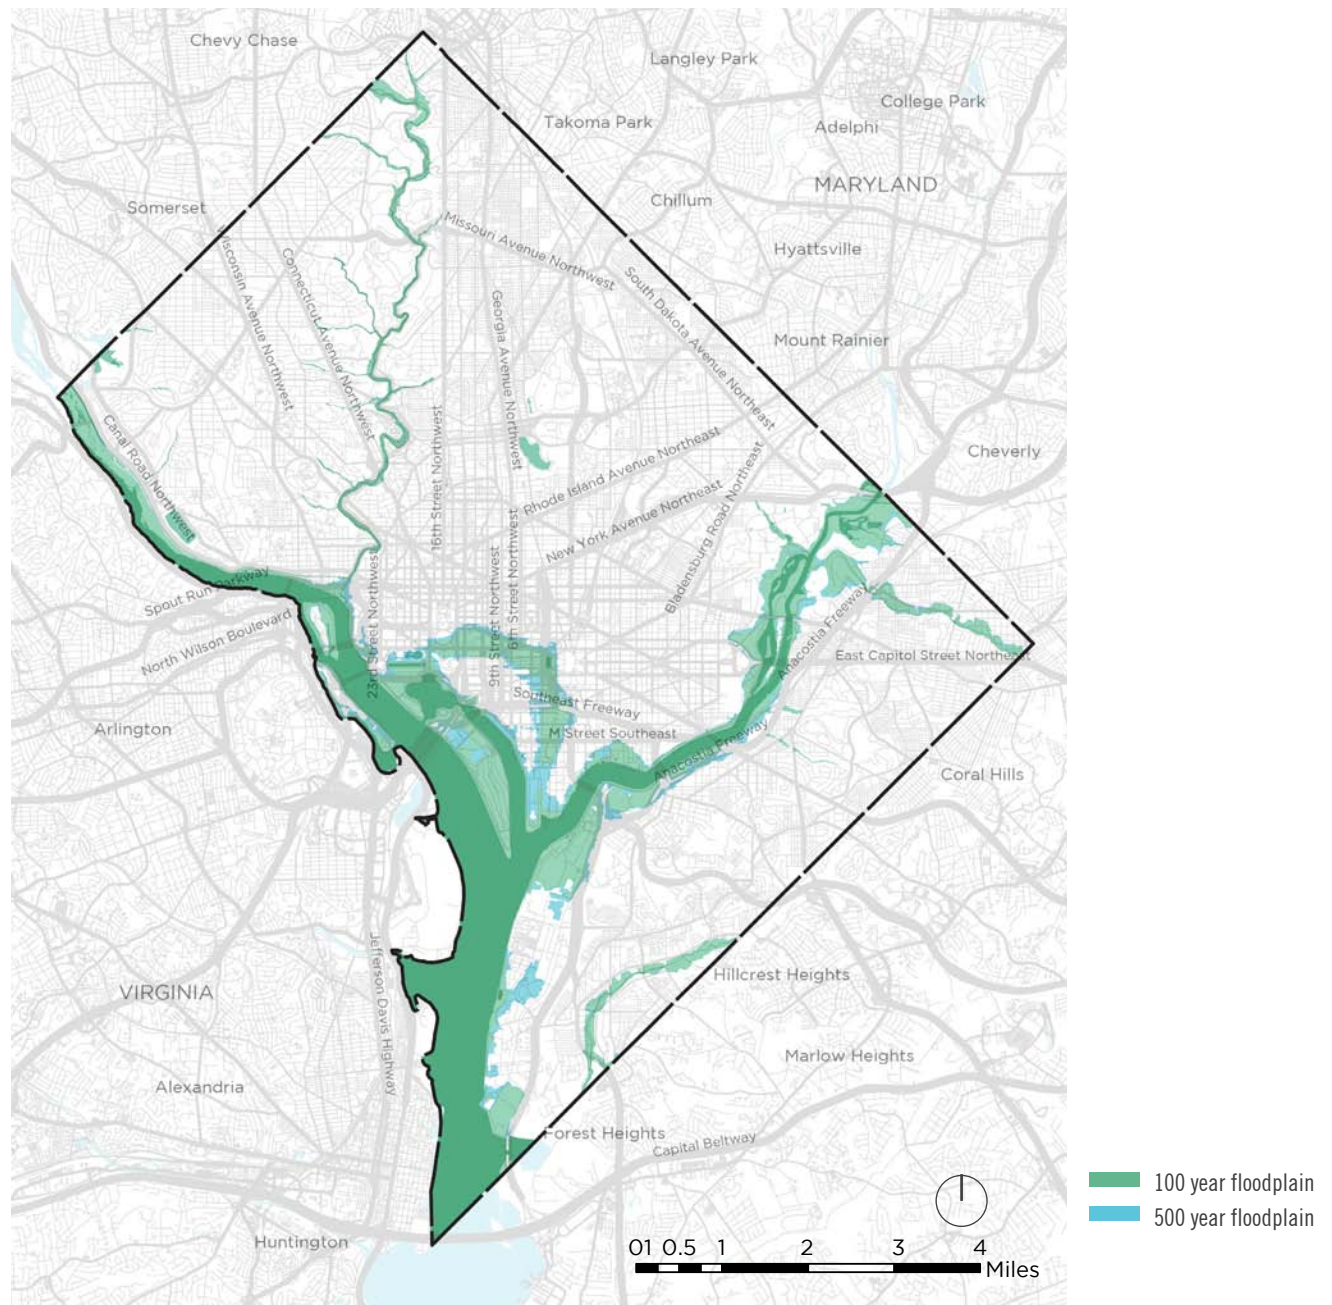 Chevy Chase
Langley Park
College Park
Takoma Park
Adelphi
MARYLAND
Somerset
Chillum
Missouri Avenue Northwest
Hyattsville
Wisconsin Avenue Northwest
Connecticut Avenue Northwest
South Dakota Avenue Northeast
Georgia Avenue Northwest
Mount Rainier
Canal Road Northwest
16th Street Northwest
Rhode Island Avenue Northeast
Cheverly
New York Avenue Northeast
Bladensburg Road Northeast
6th Street Northwest
9th Street Northwest
23rd Street Northwest
Spout Run Parkway
North Wilson Boulevard
Anacostia Freeway
East Capitol Street Northeast
Southeast Freeway
Arlington
M Street Southeast
Anacostia Freeway
Coral Hills
Jefferson Davis Highway
Hillcrest Heights
VIRGINIA
Marlow Heights
Alexandria
Forest Heights
Capital Beltway
Huntington
100 year floodplain
500 year floodplain
01 0.5 1 2 3 4
Miles